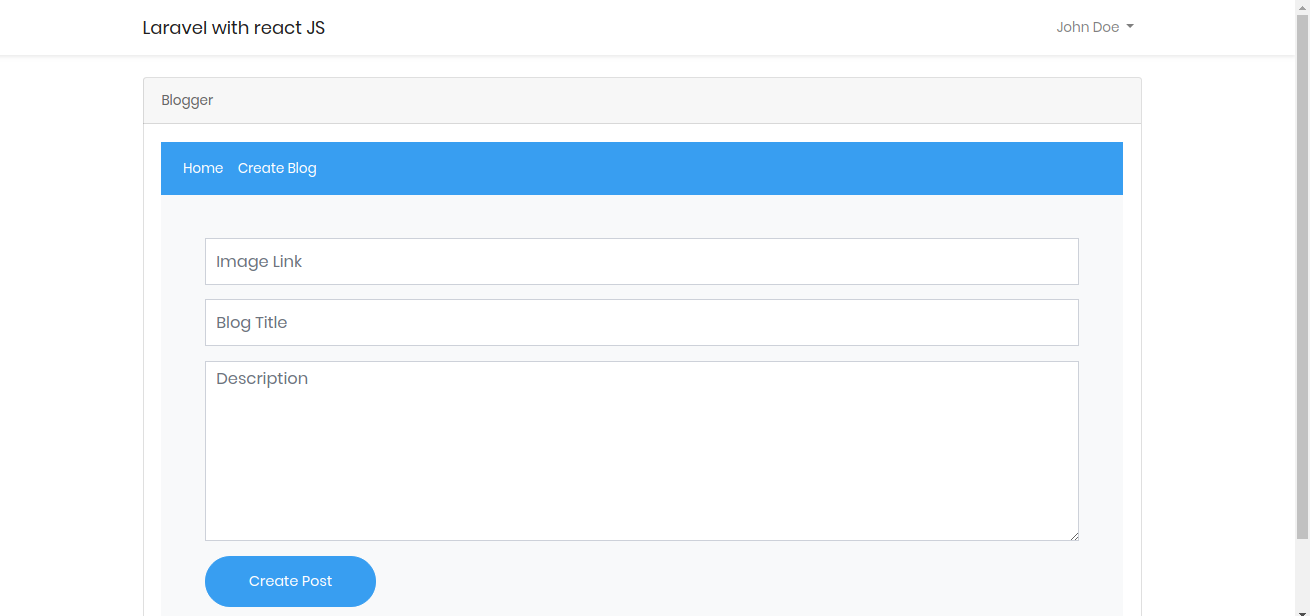 Laravel with react JS
John Doe
Blogger
Home Create Blog
Image Link
Blog Title
Description
Create Post